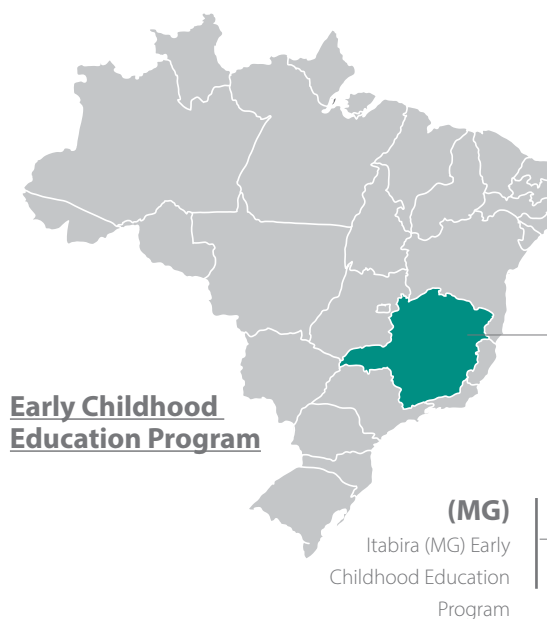 Early Childhood
Education Program
(MG)
Itabira (MG) Early
Childhood Education
Program